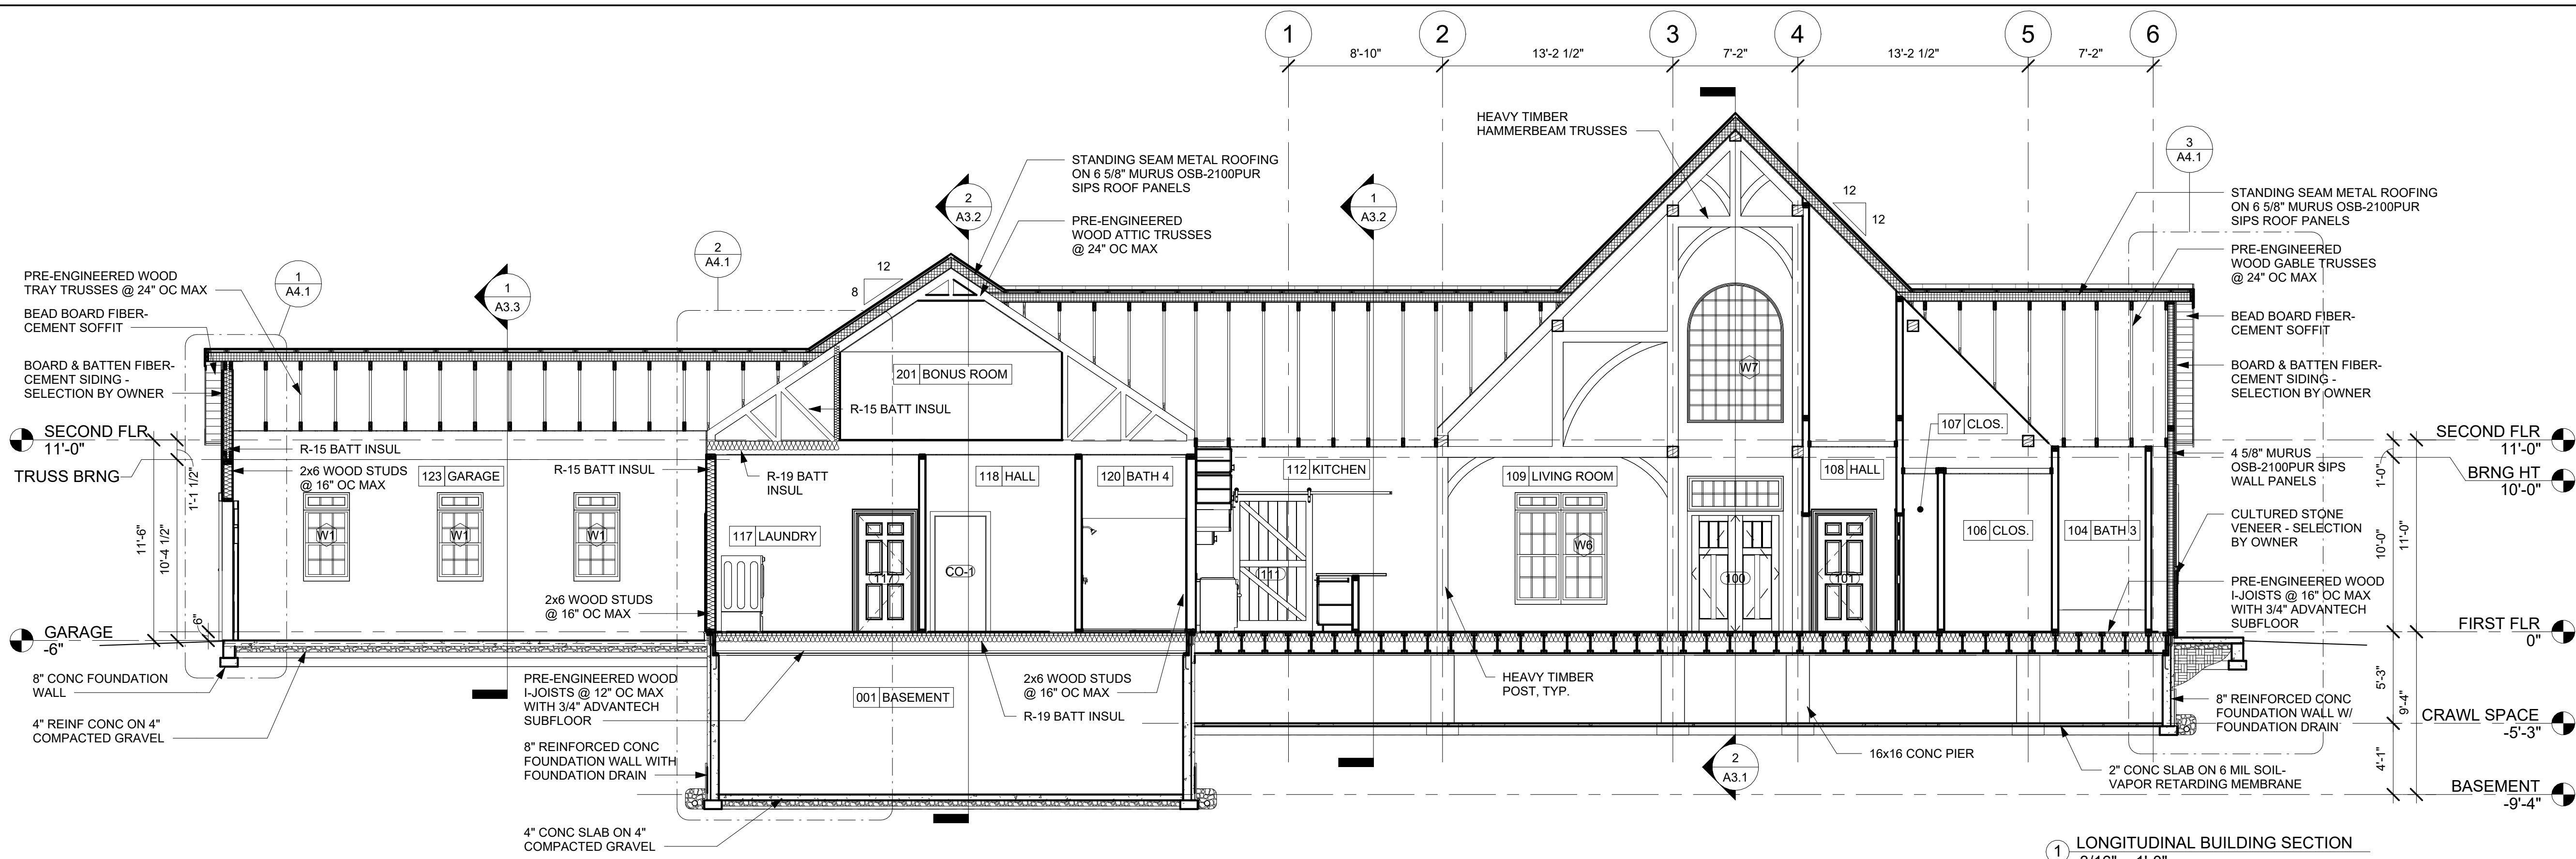 1
2
3
4
5
6
8'-10"
13'-2 1/2"
7'-2"
13'-2 1/2"
7'-2"
HEAVY TIMBER
HAMMERBEAM TRUSSES
STANDING SEAM METAL ROOFING
ON 6 5/8" MURUS OSB-2100PUR
SIPS ROOF PANELS
PRE-ENGINEERED
WOOD ATTIC TRUSSES
@ 24" OC MAX
2
A3.2
1
A3.2
3
A4.1
12
12
STANDING SEAM METAL ROOFING
ON 6 5/8" MURUS OSB-2100PUR
SIPS ROOF PANELS
PRE-ENGINEERED
WOOD GABLE TRUSSES
@ 24" OC MAX
BEAD BOARD FIBER-
CEMENT SOFFIT
BOARD & BATTEN FIBER-
CEMENT SIDING -
SELECTION BY OWNER
PRE-ENGINEERED WOOD
TRAY TRUSSES @ 24" OC MAX
BEAD BOARD FIBER-
CEMENT SOFFIT
BOARD & BATTEN FIBER-
CEMENT SIDING -
SELECTION BY OWNER
1
A4.1
1
A3.3
2
A4.1
12
8
201 BONUS ROOM
R-15 BATT INSUL
W7
107 CLOS.
SECOND FLR
11'-0"
TRUSS BRNG
R-15 BATT INSUL
2x6 WOOD STUDS
@ 16" OC MAX
123 GARAGE
R-15 BATT INSUL
R-19 BATT
INSUL
118 HALL
120 BATH 4
112 KITCHEN
109 LIVING ROOM
108 HALL
106 CLOS.
104 BATH 3
SECOND FLR
11'-0"
BRNG HT
10'-0"
4 5/8" MURUS
OSB-2100PUR SIPS
WALL PANELS
CULTURED STONE
VENEER - SELECTION
BY OWNER
PRE-ENGINEERED WOOD
I-JOISTS @ 16" OC MAX
WITH 3/4" ADVANTECH
SUBFLOOR
1'-1 1/2"
11'-6"
10'-4 1/2"
6"
W1
W1
W1
117 LAUNDRY
117
CO-1
111
W6
100
101
2x6 WOOD STUDS
@ 16" OC MAX
1'-0"
10'-0"
11'-0"
GARAGE
-6"
FIRST FLR
0"
8" CONC FOUNDATION
WALL
4" REINF CONC ON 4"
COMPACTED GRAVEL
PRE-ENGINEERED WOOD
I-JOISTS @ 12" OC MAX
WITH 3/4" ADVANTECH
SUBFLOOR
8" REINFORCED CONC
FOUNDATION WALL WITH
FOUNDATION DRAIN
4" CONC SLAB ON 4"
COMPACTED GRAVEL
001 BASEMENT
2x6 WOOD STUDS
@ 16" OC MAX
R-19 BATT INSUL
HEAVY TIMBER
POST, TYP.
16x16 CONC PIER
2
A3.1
2" CONC SLAB ON 6 MIL SOIL-
VAPOR RETARDING MEMBRANE
8" REINFORCED CONC
FOUNDATION WALL W/
FOUNDATION DRAIN
5'-3"
9'-4"
4'-1"
CRAWL SPACE
-5'-3"
BASEMENT
-9'-4"
1 LONGITUDINAL BUILDING SECTION